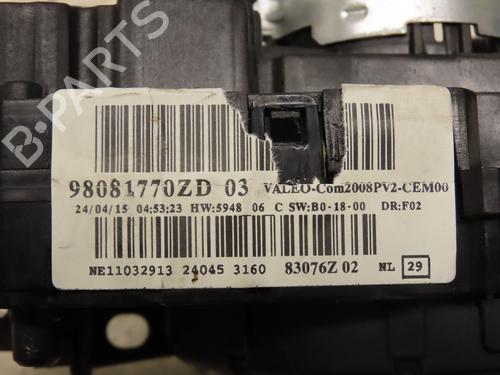 98081770ZD 03 VALEO-Com2008PV2-CEM00
24/04/15 04:53:23 HW:5948 06 C SW:B0-18-00 DR:F02
NE11032913 24045 3160 83076Z 02 NL 29
B-PARTS